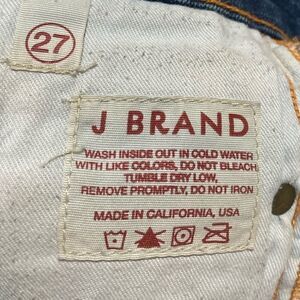 27
J BRAND
WASH INSIDE OUT IN COLD WATER
WITH LIKE COLORS, DO NOT BLEACH
TUMBLE DRY LOW,
REMOVE PROMPTLY, DO NOT IRON
MADE IN CALIFORNIA, USA